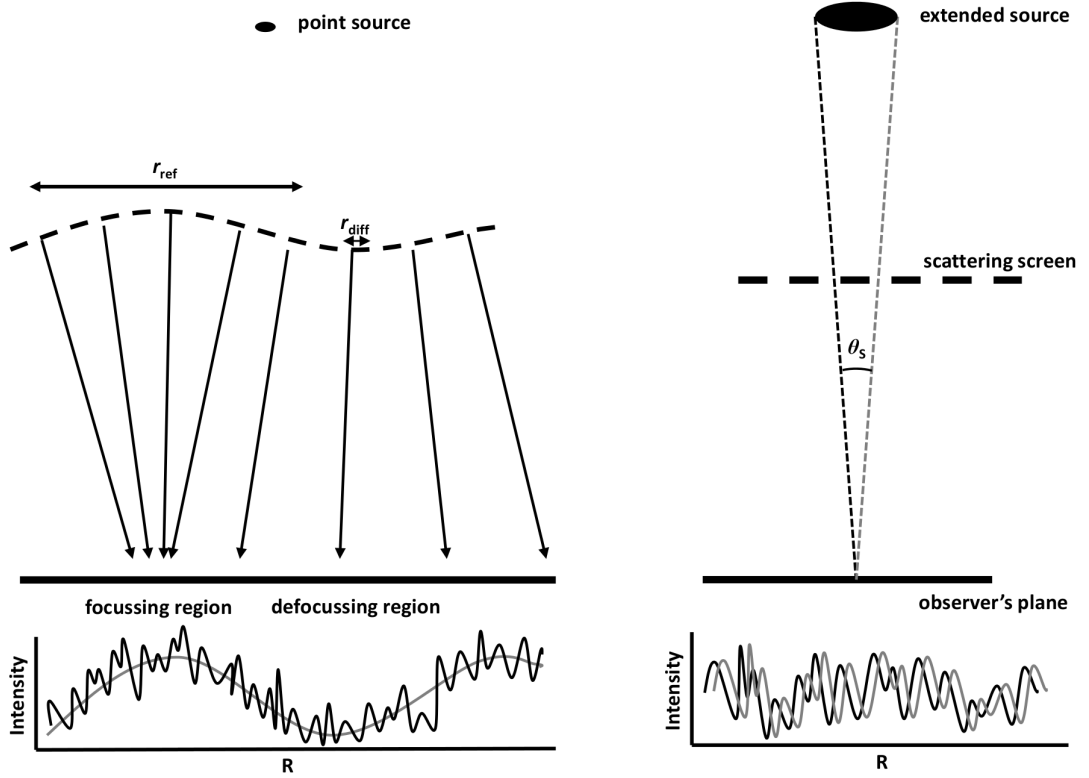 point source
r_ref
r_diff
focussing region
defocussing region
Intensity
R
extended source
scattering screen
θ_S
observer's plane
Intensity
R